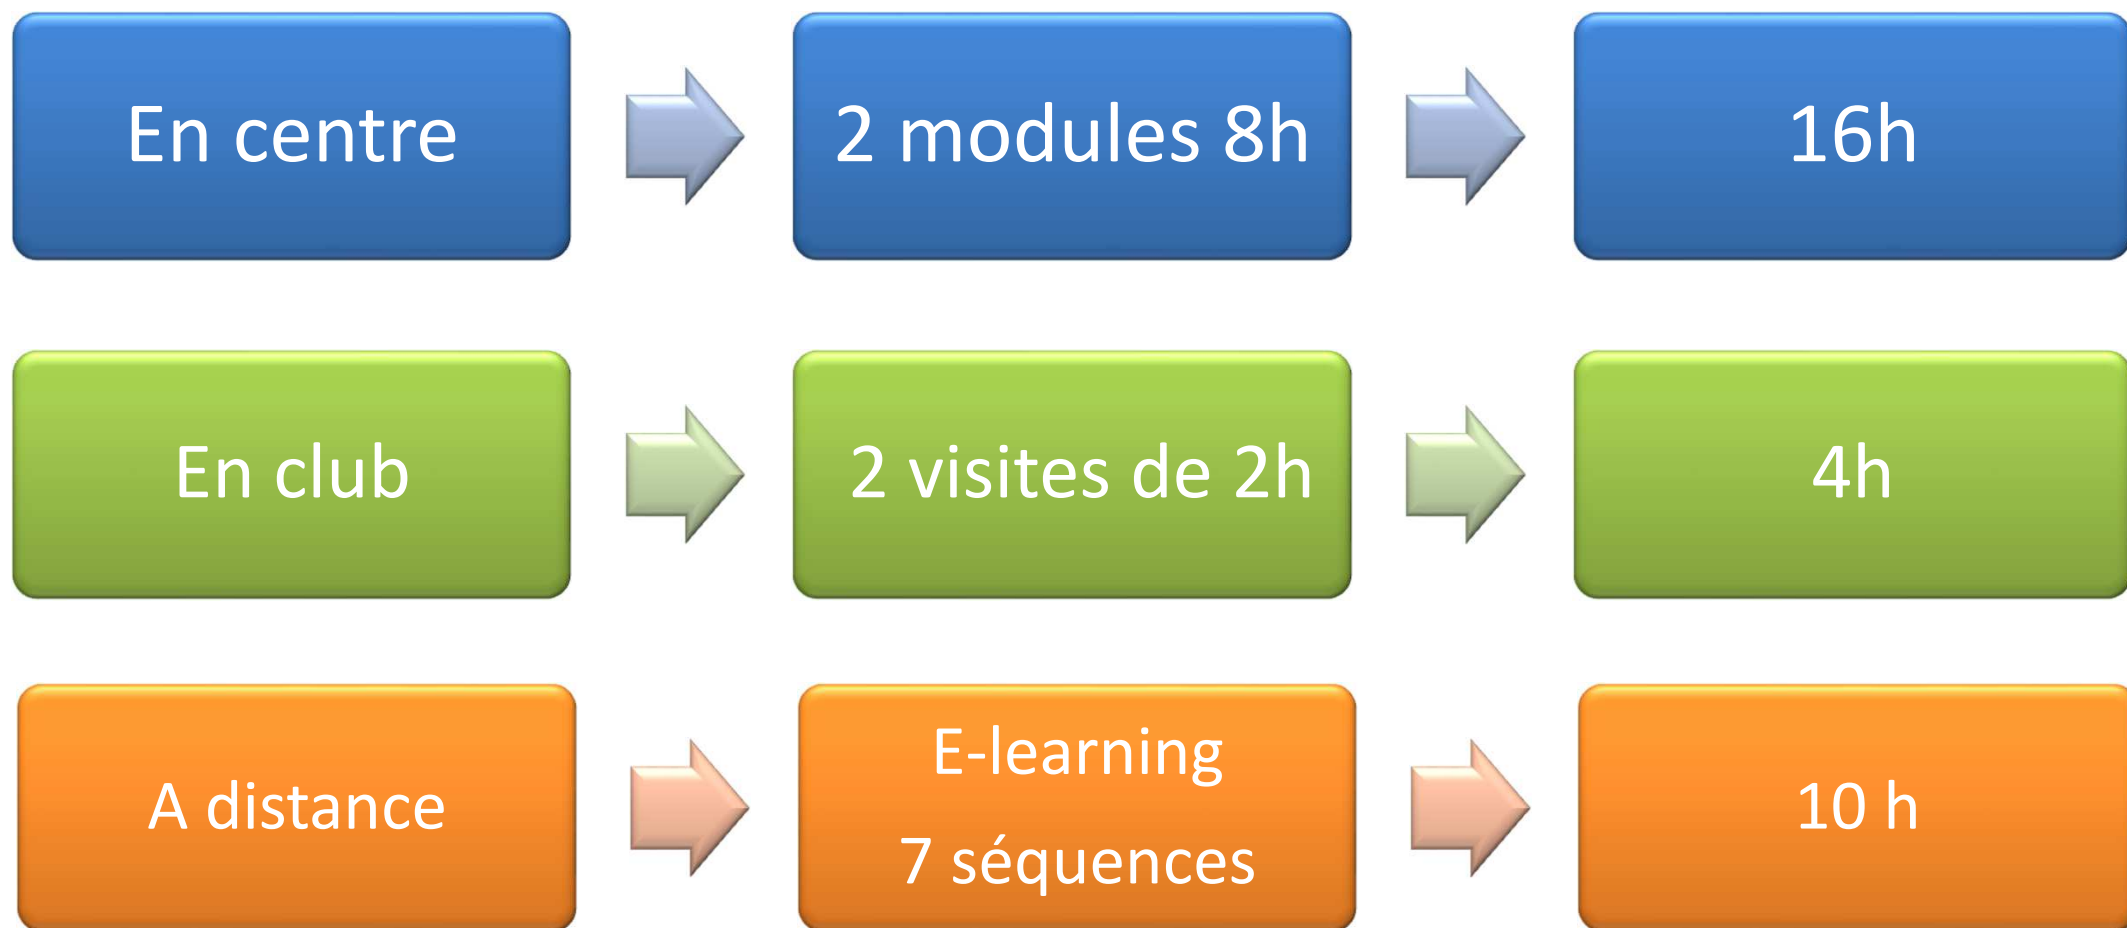 En centre
2 modules 8h
16h
En club
2 visites de 2h
4h
A distance
E-learning
7 séquences
10 h